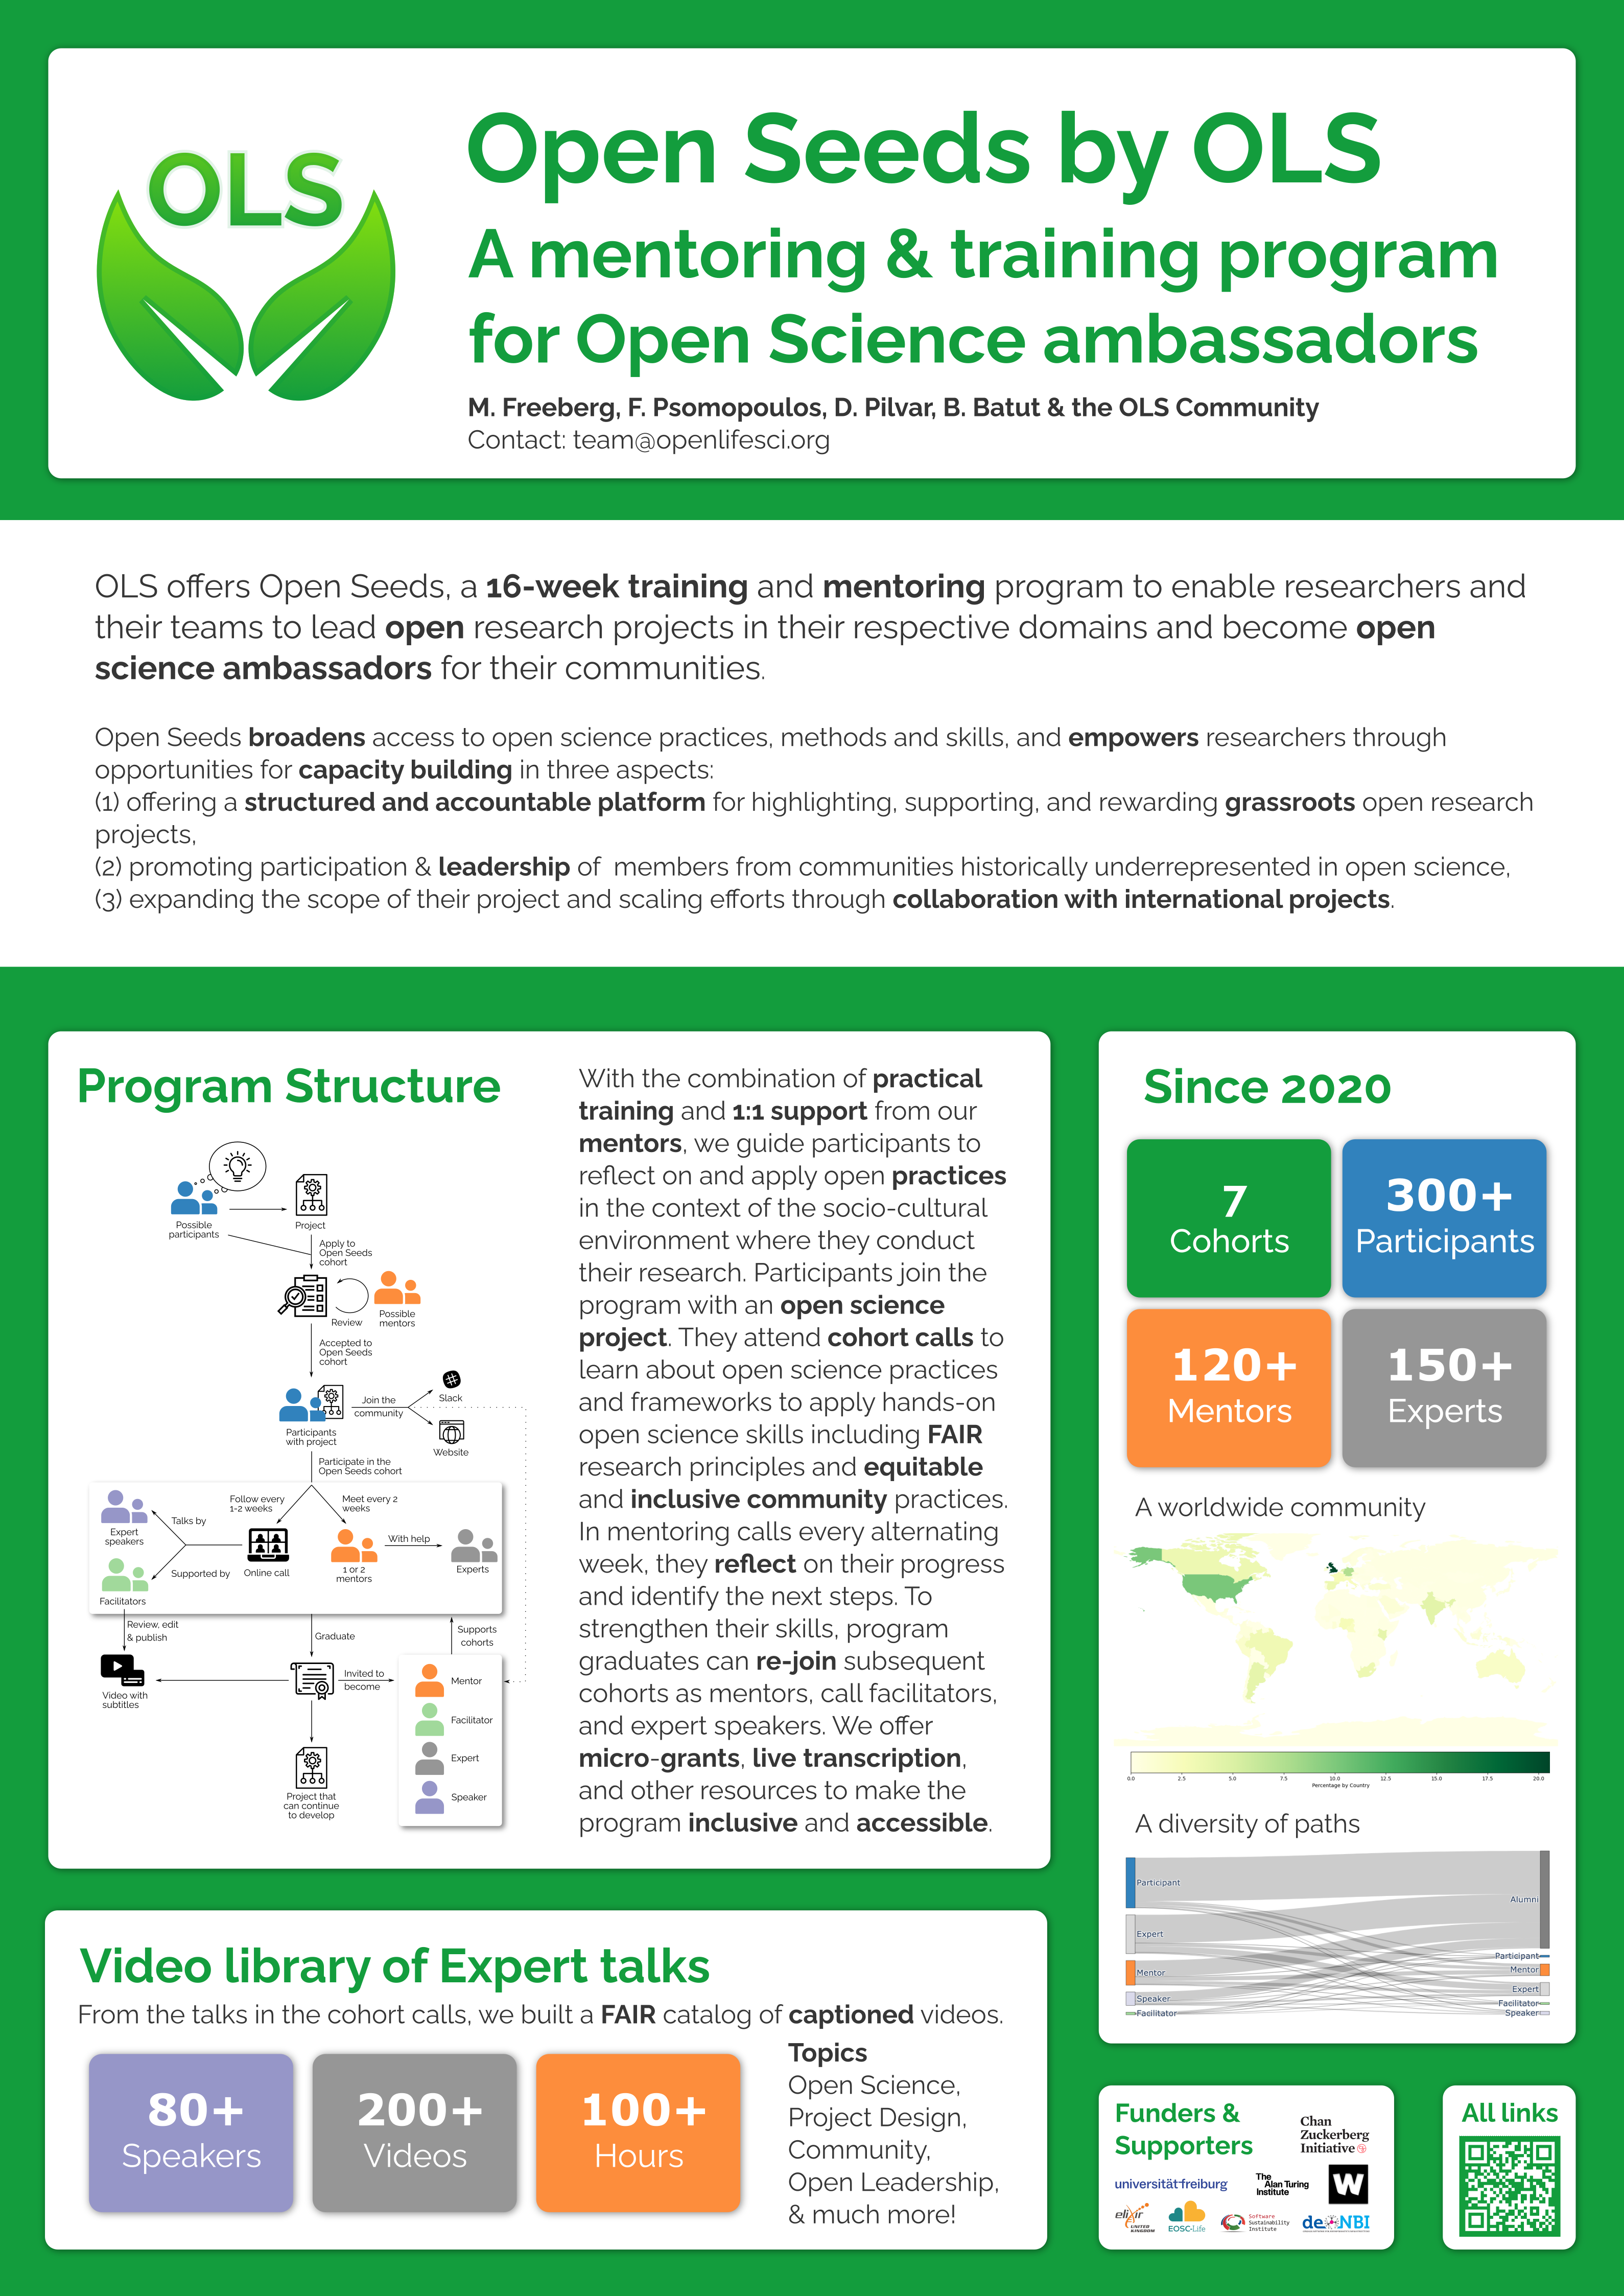 OLS
Open Seeds by OLS
A mentoring & training program
for Open Science ambassadors
M. Freeberg, F. Psomopoulos, D. Pilvar, B. Batut & the OLS Community
Contact: team@openlifesci.org
OLS offers Open Seeds, a 16-week training and mentoring program to enable researchers and
their teams to lead open research projects in their respective domains and become open
science ambassadors for their communities.
Open Seeds broadens access to open science practices, methods and skills, and empowers researchers through
opportunities for capacity building in three aspects:
(1) offering a structured and accountable platform for highlighting, supporting, and rewarding grassroots open research
projects,
(2) promoting participation & leadership of  members from communities historically underrepresented in open science,
(3) expanding the scope of their project and scaling efforts through collaboration with international projects.
Program Structure
Possible
participants
Project
Apply to
Open Seeds
cohort
Review
Possible
mentors
Accepted to
Open Seeds
cohort
Participants
with project
Join the
community
Slack
Website
Participate in the
Open Seeds cohort
Expert
speakers
Talks by
Follow every
1-2 weeks
Meet every 2
weeks
With help
Facilitators
Supported by
Online call
1 or 2
mentors
Experts
Review, edit
& publish
Graduate
Supports
cohorts
Video with
subtitles
Invited to
become
Mentor
Facilitator
Expert
Speaker
Project that
can continue
to develop
With the combination of practical
training and 1:1 support from our
mentors, we guide participants to
reflect on and apply open practices
in the context of the socio-cultural
environment where they conduct
their research. Participants join the
program with an open science
project. They attend cohort calls to
learn about open science practices
and frameworks to apply hands-on
open science skills including FAIR
research principles and equitable
and inclusive community practices.
In mentoring calls every alternating
week, they reflect on their progress
and identify the next steps. To
strengthen their skills, program
graduates can re-join subsequent
cohorts as mentors, call facilitators,
and expert speakers. We offer
micro-grants, live transcription,
and other resources to make the
program inclusive and accessible.
Since 2020
7
Cohorts
300+
Participants
120+
Mentors
150+
Experts
A worldwide community
0.0 2.5 5.0 7.5 10.0 12.5 15.0 17.5 20.0
Percentage by Country
A diversity of paths
Participant
Expert
Mentor
Speaker
Facilitator
Alumni
Participant
Mentor
Expert
Facilitator
Speaker
Video library of Expert talks
From the talks in the cohort calls, we built a FAIR catalog of captioned videos.
80+
Speakers
200+
Videos
100+
Hours
Topics
Open Science,
Project Design,
Community,
Open Leadership,
& much more!
Funders &
Supporters
Chan
Zuckerberg
Initiative
universität freiburg
The
Alan Turing
Institute
W
elixir
UNITED
KINGDOM
EOSC-Life
Software
Sustainability
Institute
de.NBI
All links